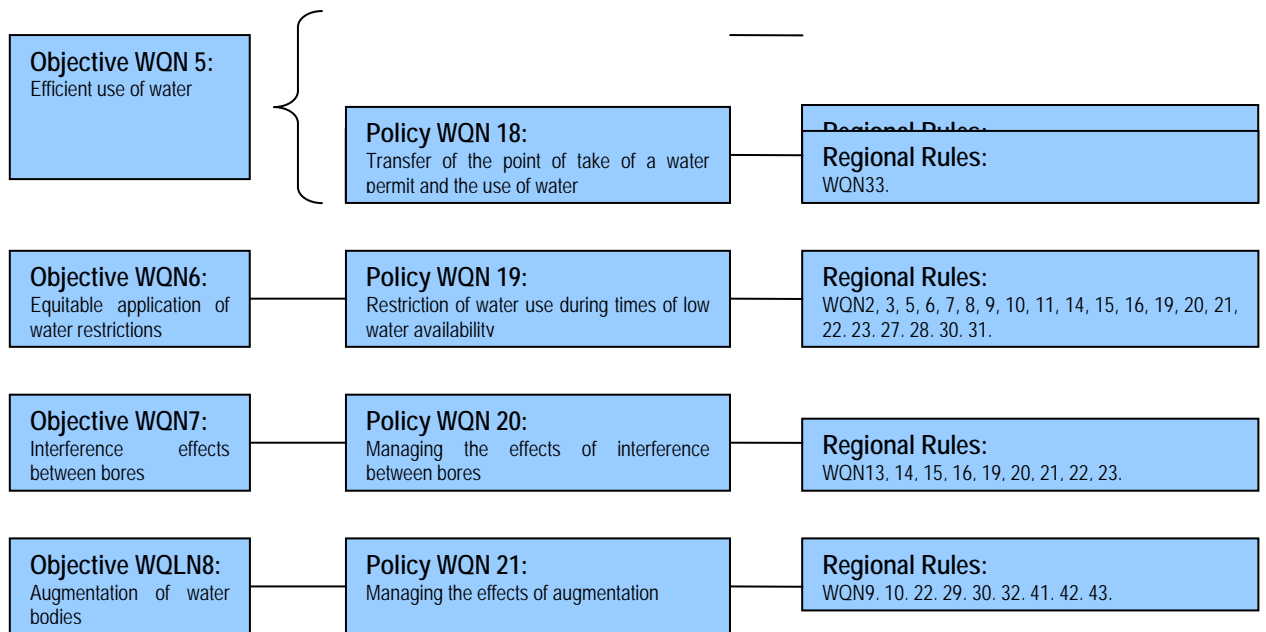 Objective WQN 5:
Efficient use of water
Policy WQN 18:
Transfer of the point of take of a water
permit and the use of water
Regional Rules:
Regional Rules:
WQN33.
Objective WQN6:
Equitable application of
water restrictions
Policy WQN 19:
Restriction of water use during times of low
water availability
Regional Rules:
WQN2, 3, 5, 6, 7, 8, 9, 10, 11, 14, 15, 16, 19, 20, 21,
22, 23, 27, 28, 30, 31.
Objective WQN7:
Interference effects
between bores
Policy WQN 20:
Managing the effects of interference
between bores
Regional Rules:
WQN13, 14, 15, 16, 19, 20, 21, 22, 23.
Objective WQLN8:
Augmentation of water
bodies
Policy WQN 21:
Managing the effects of augmentation
Regional Rules:
WQN9, 10, 22, 29, 30, 32, 41, 42, 43.